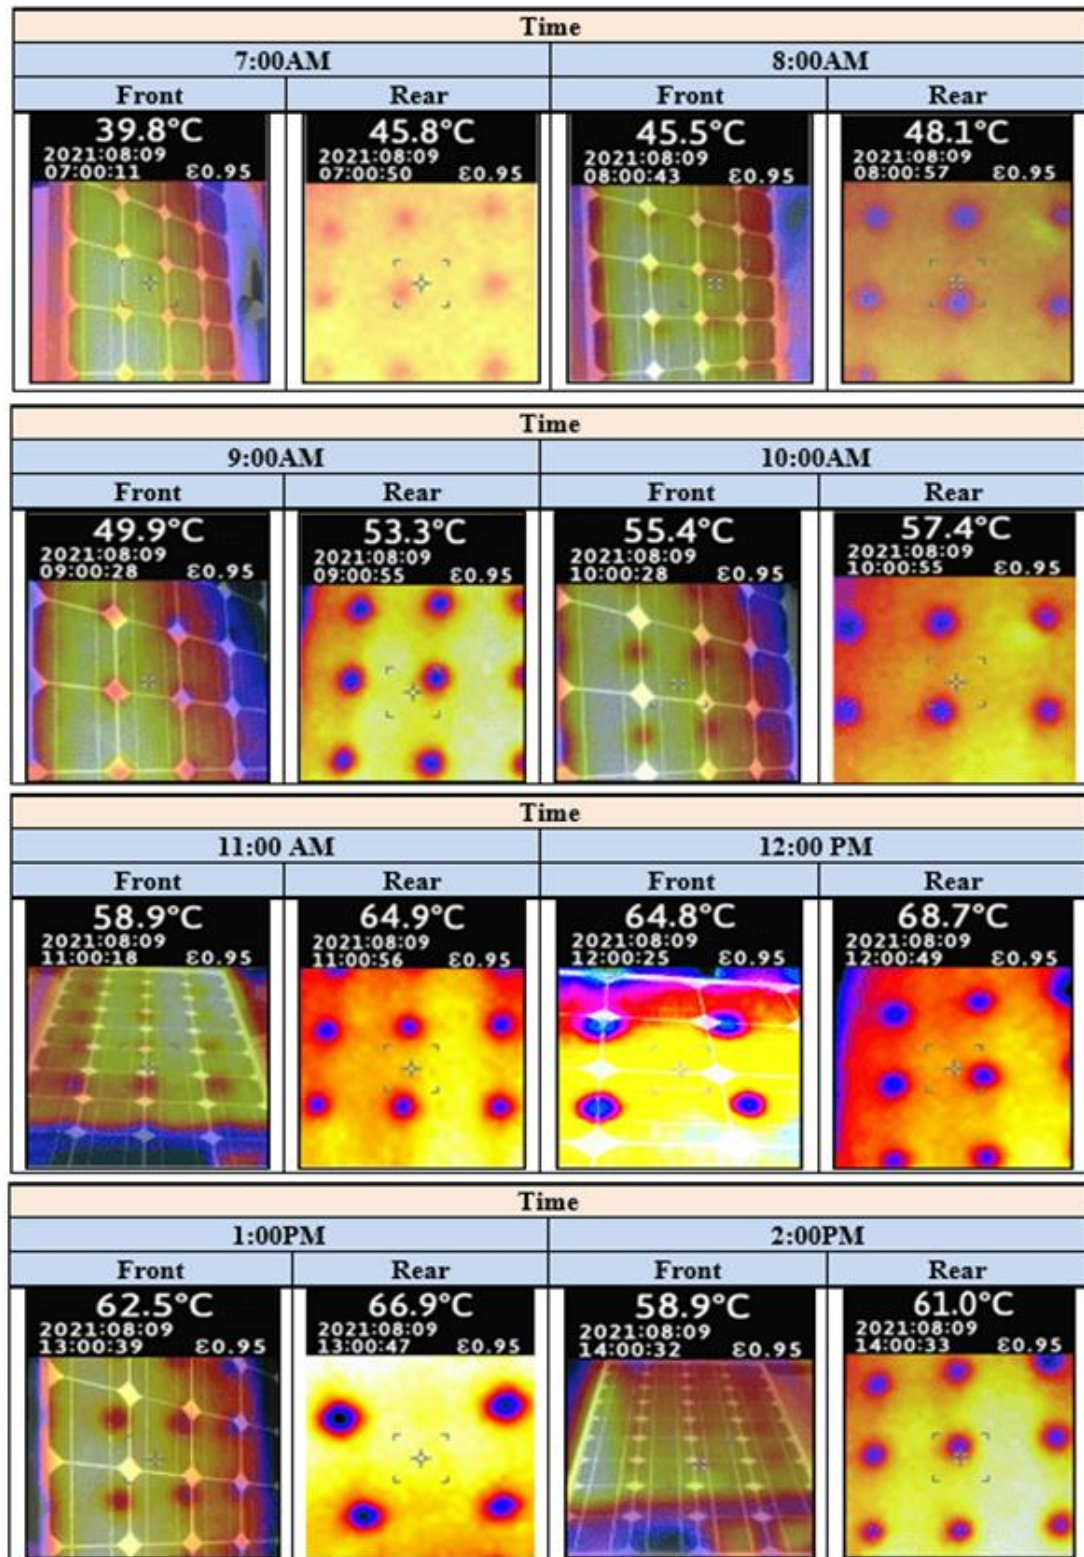 Time
7:00AM 8:00AM
Front Rear Front Rear
39.8°C 45.8°C 45.5°C 48.1°C
2021:08:09 2021:08:09 2021:08:09 2021:08:09
07:00:11 ε0.95 07:00:50 ε0.95 08:00:43 ε0.95 08:00:57 ε0.95
Time
9:00AM 10:00AM
Front Rear Front Rear
49.9°C 53.3°C 55.4°C 57.4°C
2021:08:09 2021:08:09 2021:08:09 2021:08:09
09:00:28 ε0.95 09:00:55 ε0.95 10:00:28 ε0.95 10:00:55 ε0.95
Time
11:00 AM 12:00 PM
Front Rear Front Rear
58.9°C 64.9°C 64.8°C 68.7°C
2021:08:09 2021:08:09 2021:08:09 2021:08:09
11:00:18 ε0.95 11:00:56 ε0.95 12:00:25 ε0.95 12:00:49 ε0.95
Time
1:00PM 2:00PM
Front Rear Front Rear
62.5°C 66.9°C 58.9°C 61.0°C
2021:08:09 2021:08:09 2021:08:09 2021:08:09
13:00:39 ε0.95 13:00:47 ε0.95 14:00:32 ε0.95 14:00:33 ε0.95